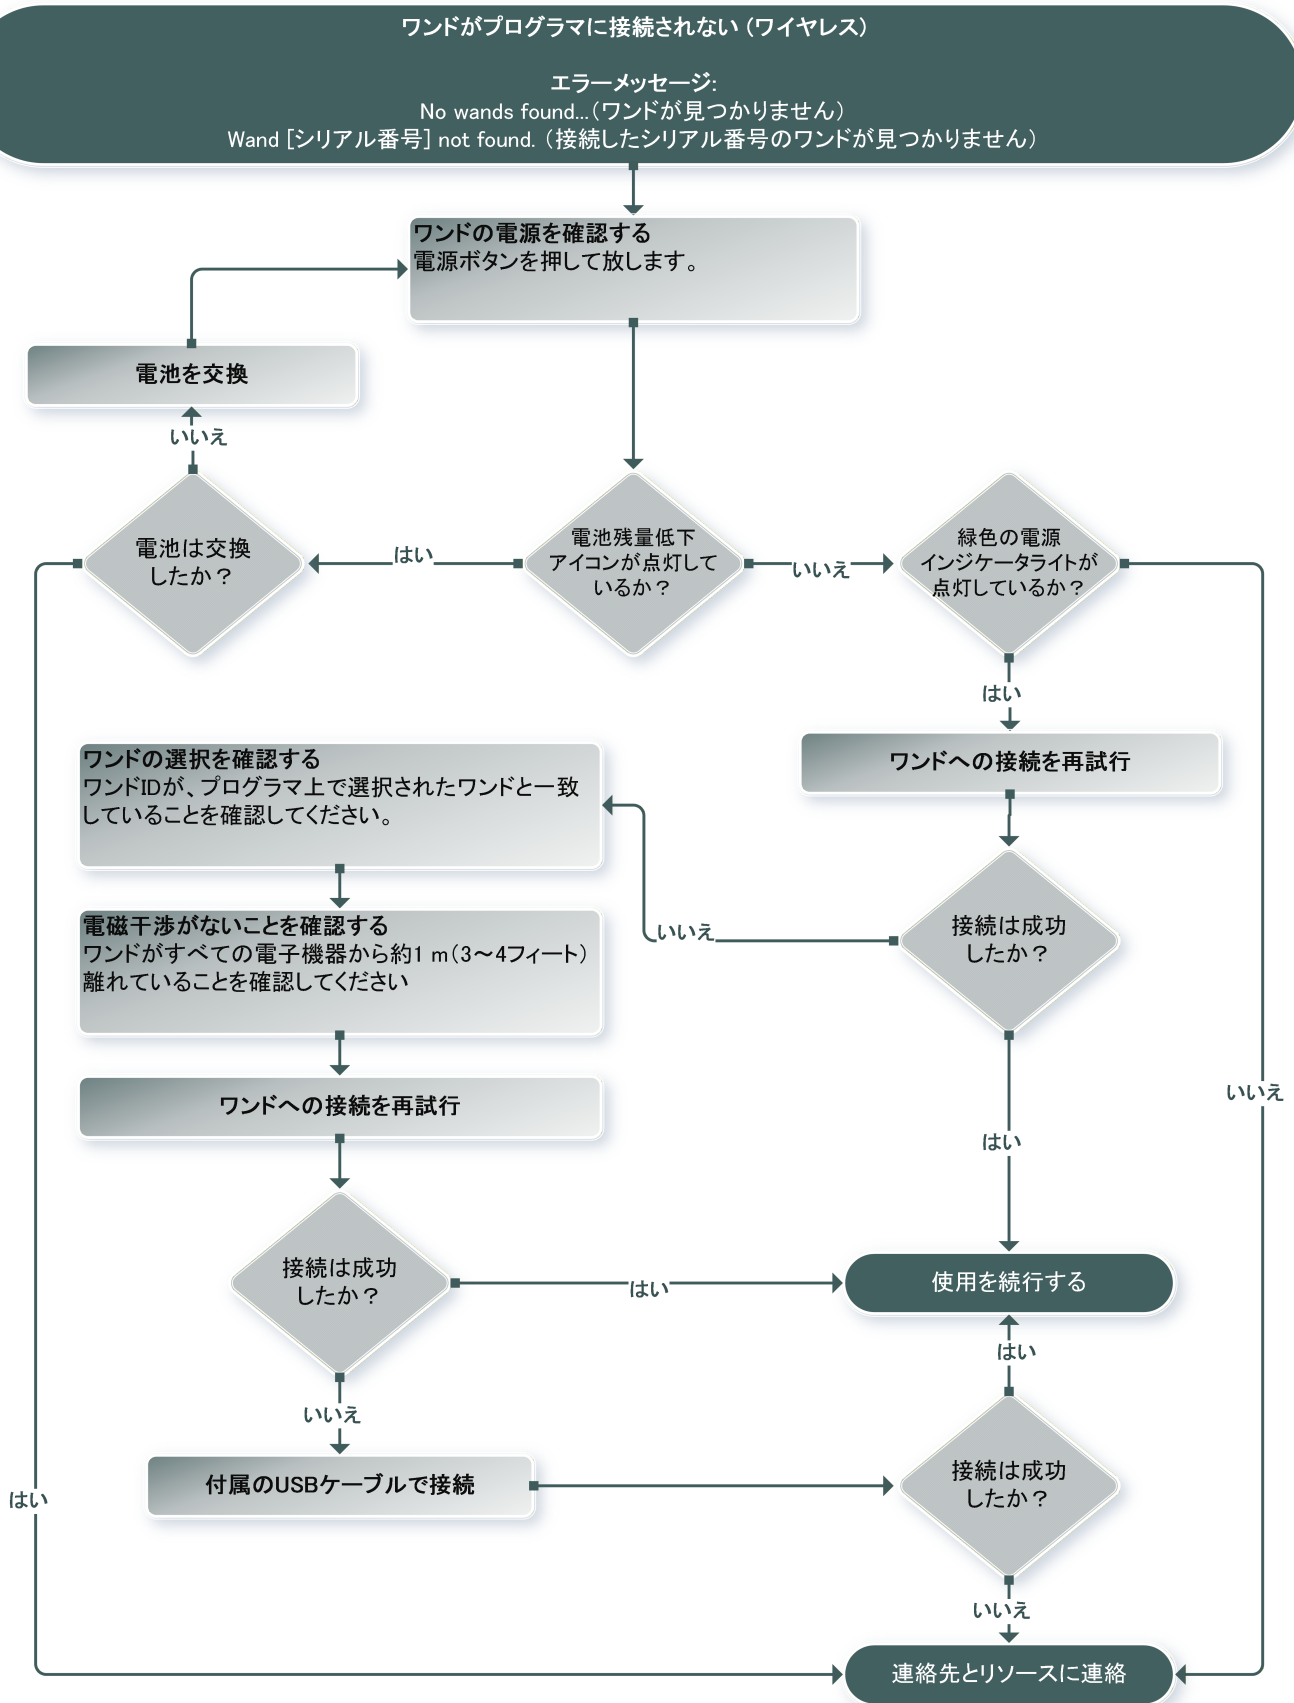 ワンドがプログラマに接続されない (ワイヤレス)
エラーメッセージ:
No wands found...(ワンドが見つかりません)
Wand [シリアル番号] not found. (接続したシリアル番号のワンドが見つかりません)
ワンドの電源を確認する
電源ボタンを押して放します。
電池を交換
いいえ
電池は交換
したか?
はい
電池残量低下
アイコンが点灯して
いるか?
いいえ
緑色の電源
インジケータライトが
点灯しているか?
はい
ワンドへの接続を再試行
ワンドの選択を確認する
ワンドIDが、プログラマ上で選択されたワンドと一致
していることを確認してください。
いいえ
接続は成功
したか?
電磁干渉がないことを確認する
ワンドがすべての電子機器から約1 m(3~4フィート)
離れていることを確認してください
ワンドへの接続を再試行
いいえ
はい
接続は成功
したか?
はい
使用を続行する
はい
いいえ
付属のUSBケーブルで接続
接続は成功
したか?
はい
いいえ
連絡先とリソースに連絡